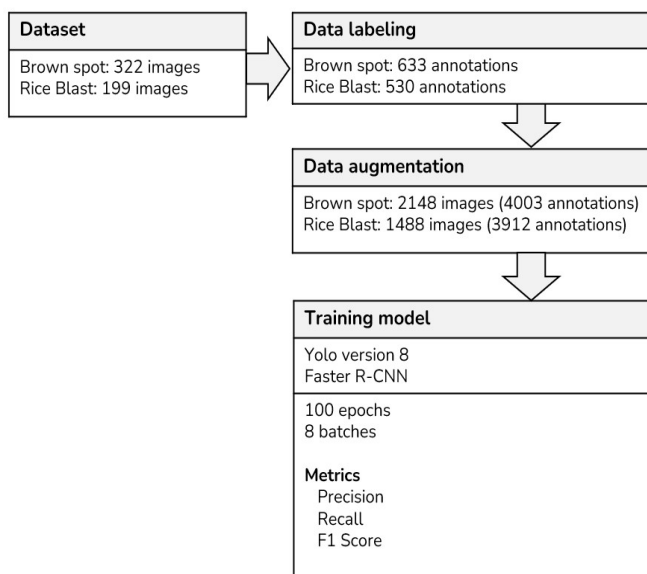 Dataset
Brown spot: 322 images
Rice Blast: 199 images
Data labeling
Brown spot: 633 annotations
Rice Blast: 530 annotations
Data augmentation
Brown spot: 2148 images (4003 annotations)
Rice Blast: 1488 images (3912 annotations)
Training model
Yolo version 8
Faster R-CNN
100 epochs
8 batches
Metrics
Precision
Recall
F1 Score